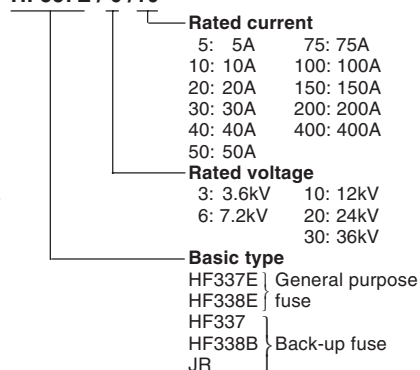 Rated current
5: 5A 75: 75A
10: 10A 100: 100A
20: 20A 150: 150A
30: 30A 200: 200A
40: 40A 400: 400A
50: 50A
Rated voltage
3: 3.6kV 10: 12kV
6: 7.2kV 20: 24kV
30: 36kV
Basic type
HF337E General purpose
HF338E fuse
HF337
HF338B Back-up fuse
JR